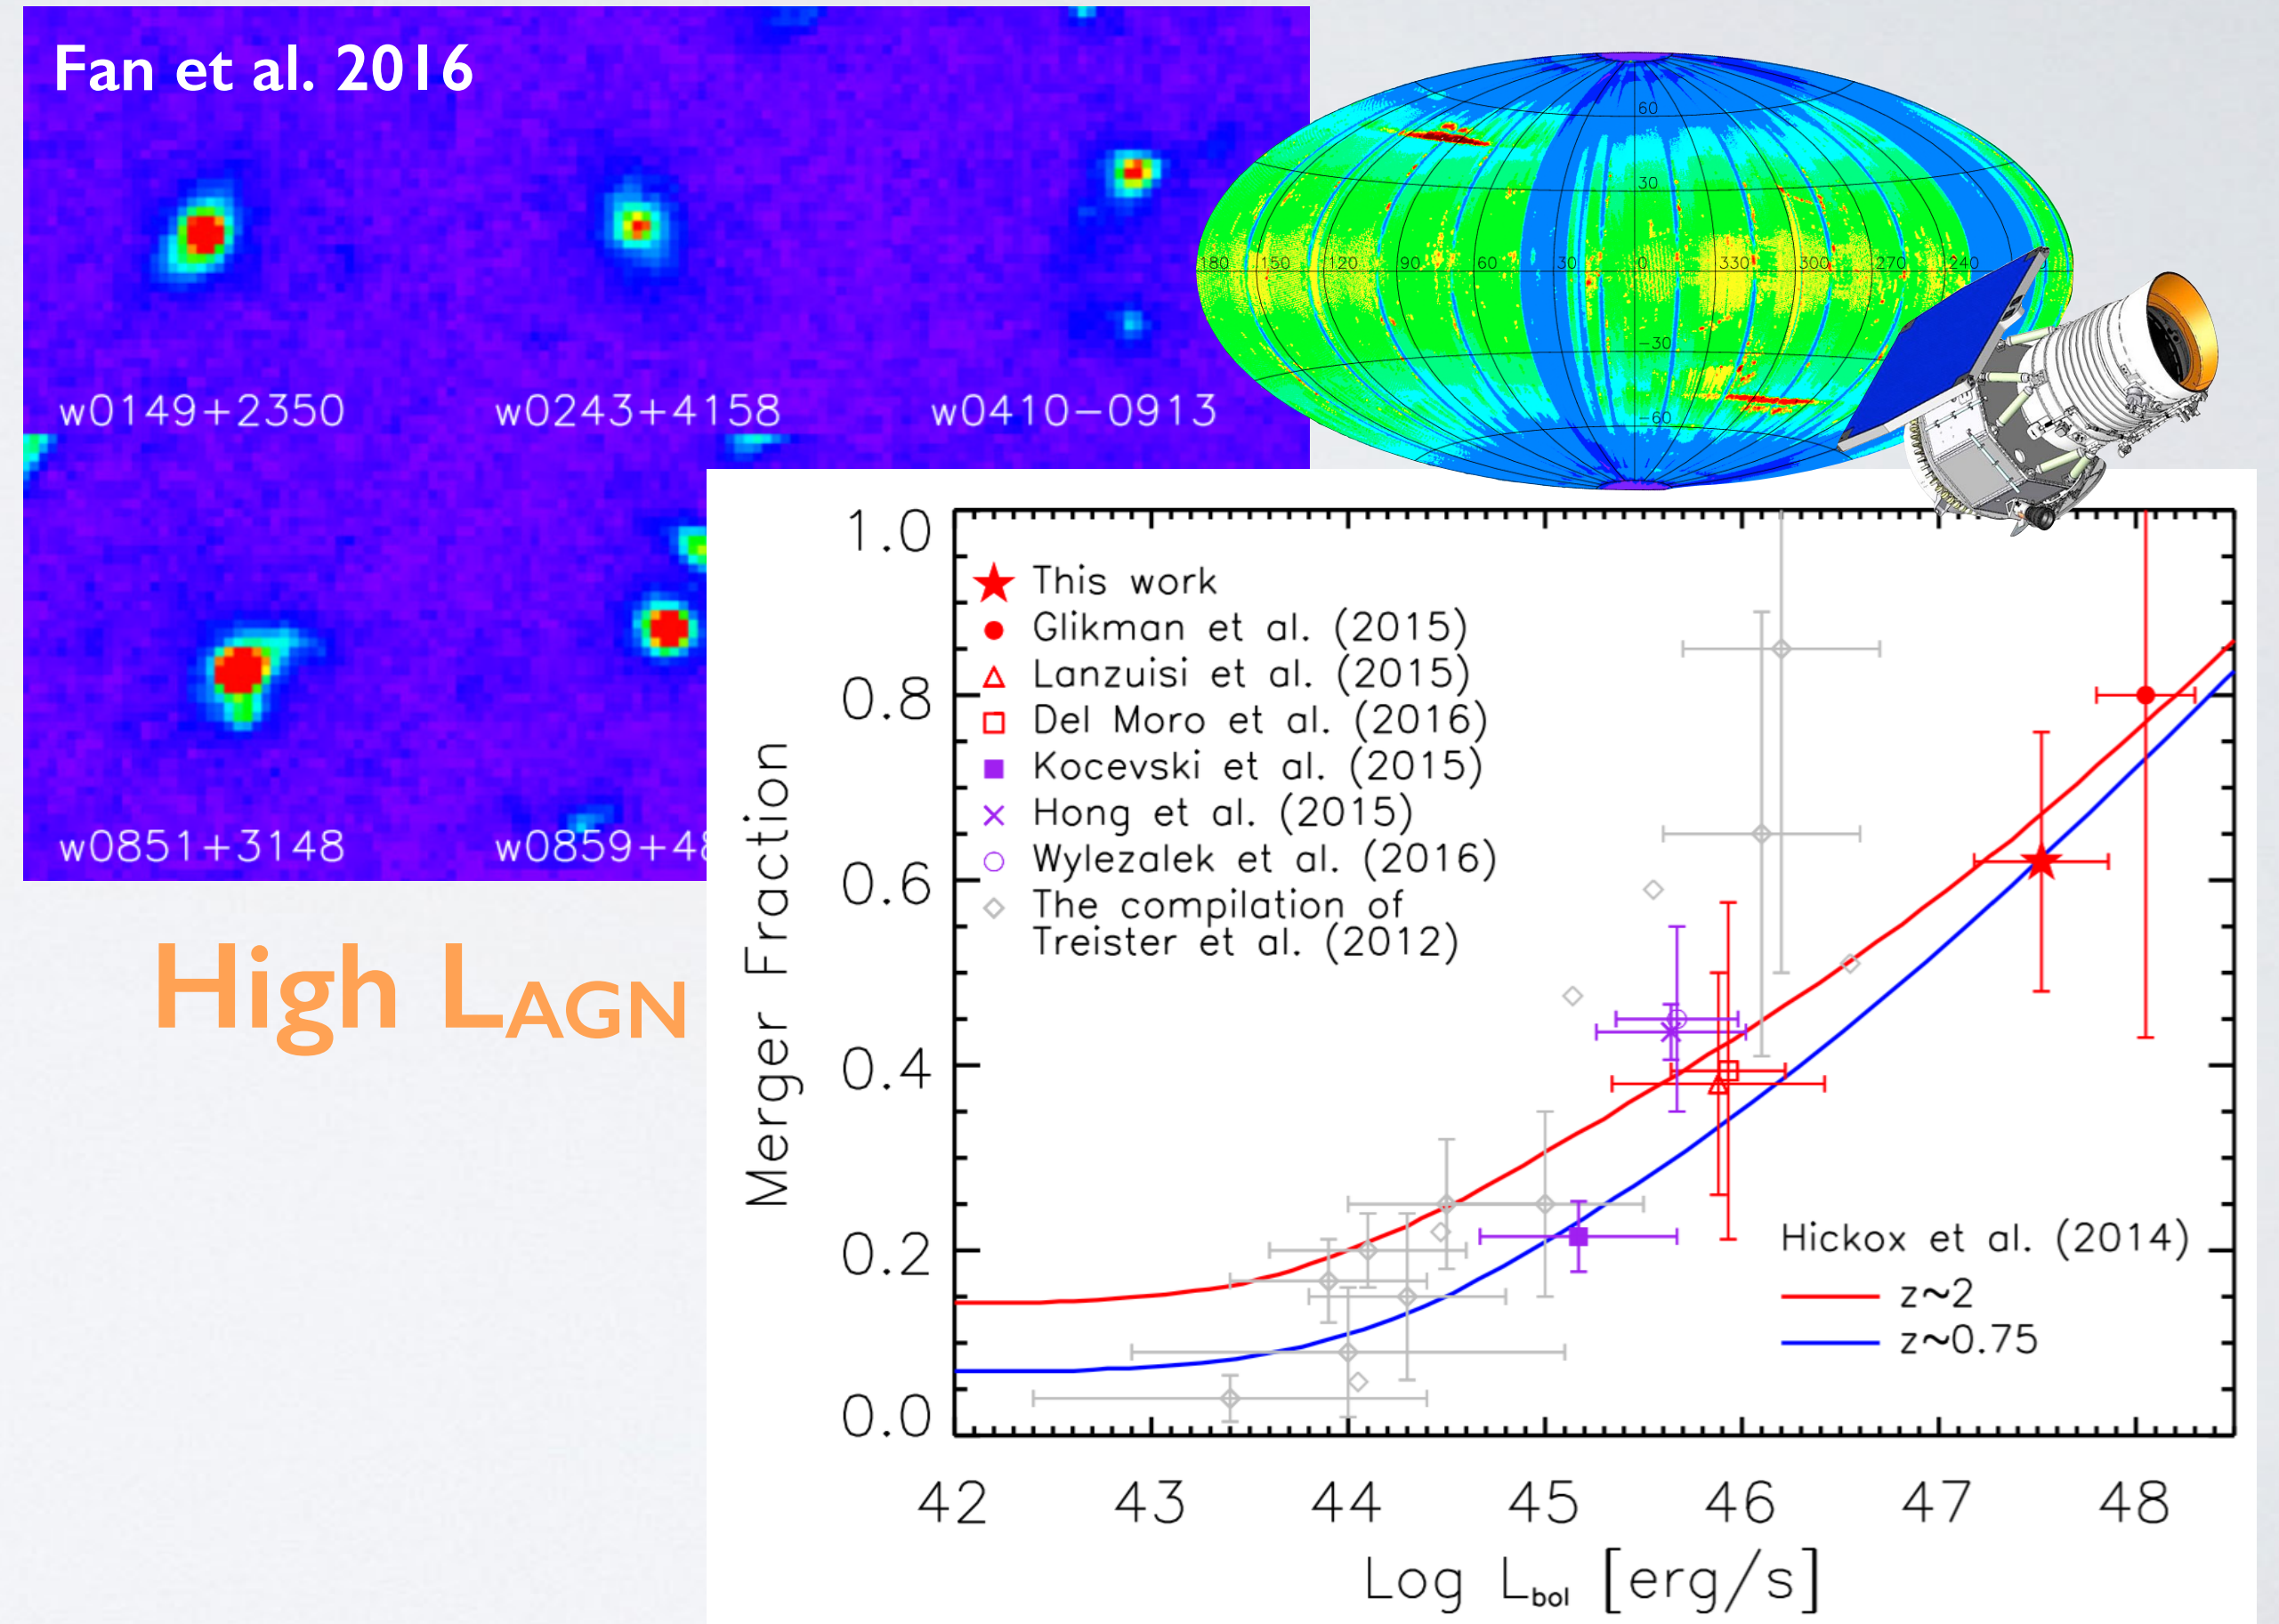 Fan et al. 2016
w0149+2350
w0243+4158
w0410−0913
w0851+3148
w0859+48
60
30
180
150
120
90
60
30
0
330
300
270
240
−30
−60
High LAGN
1.0
0.8
0.6
0.4
0.2
0.0
Merger Fraction
This work
Glikman et al. (2015)
Lanzuisi et al. (2015)
Del Moro et al. (2016)
Kocevski et al. (2015)
Hong et al. (2015)
Wylezalek et al. (2016)
The compilation of
Treister et al. (2012)
Hickox et al. (2014)
z~2
z~0.75
42 43 44 45 46 47 48
Log Lbol [erg/s]